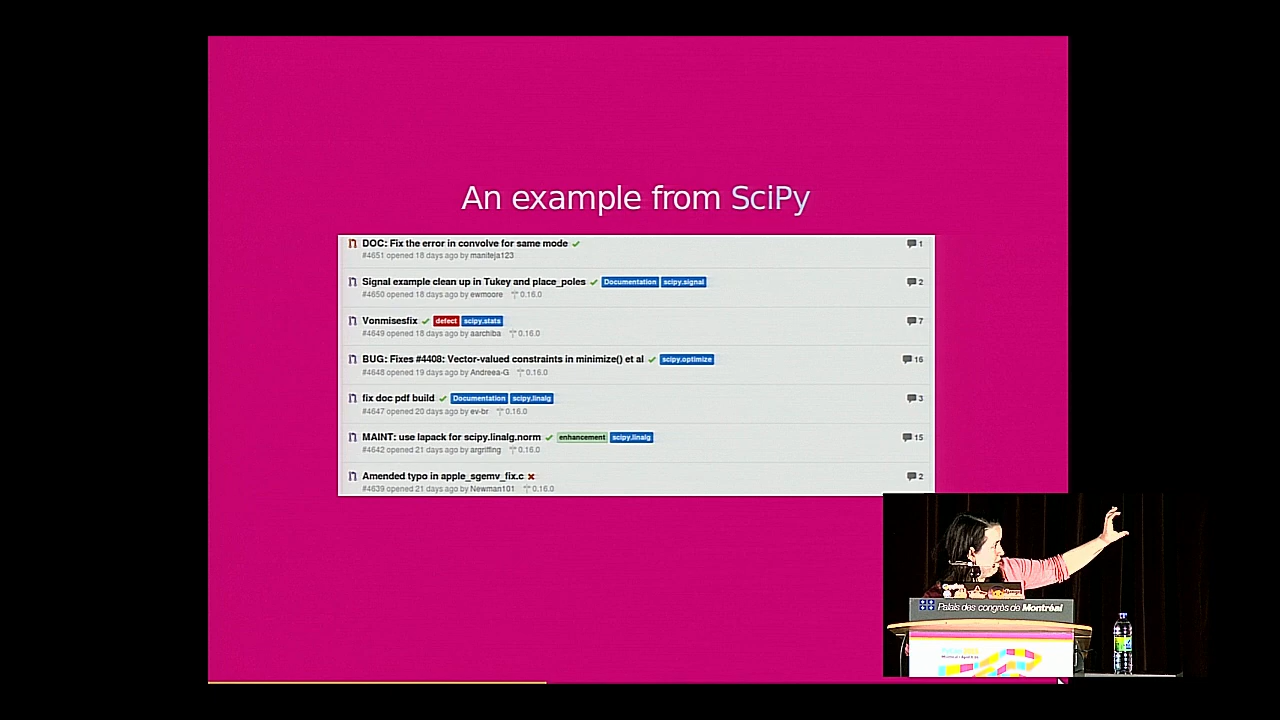 An example from SciPy
DOC: Fix the error in convolve for same mode
1
#4651 opened 18 days ago by maniteja123
Signal example clean up in Tukey and place_poles Documentation scipy.signal
2
#4650 opened 18 days ago by ewmoore 0.16.0
Vonmisesfix defect scipy.stats
7
#4649 opened 18 days ago by aarchiba 0.16.0
BUG: Fixes #4408: Vector-valued constraints in minimize() et al scipy.optimize
16
#4648 opened 19 days ago by Andreea-G 0.16.0
fix doc pdf build Documentation scipy.linalg
3
#4647 opened 20 days ago by ev-br 0.16.0
MAINT: use lapack for scipy.linalg.norm enhancement scipy.linalg
15
#4642 opened 21 days ago by argriffing 0.16.0
Amended typo in apple_sgemv_fix.c
2
#4639 opened 21 days ago by Newman101 0.16.0
Palais des congrès de Montréal